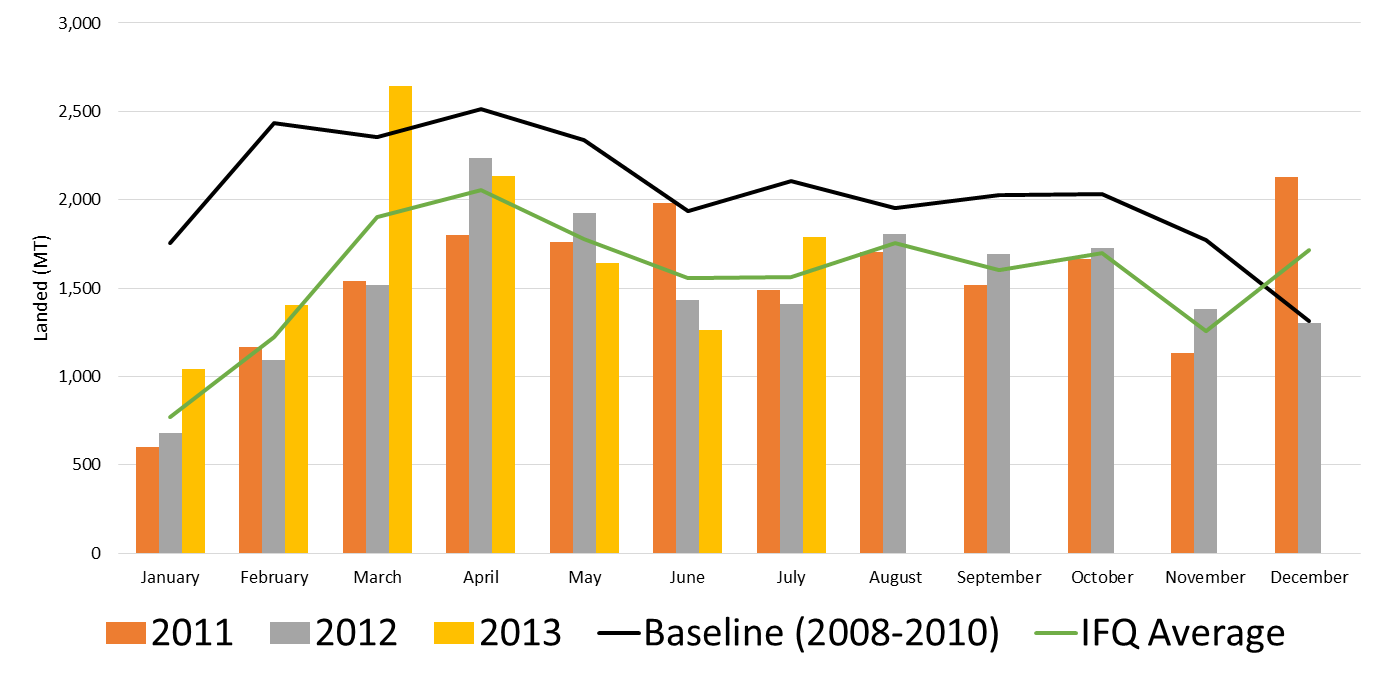 3,000
2,500
2,000
1,500
1,000
500
0
Landed (MT)
January February March April May June July August September October November December
2011 2012 2013 Baseline (2008-2010) IFQ Average